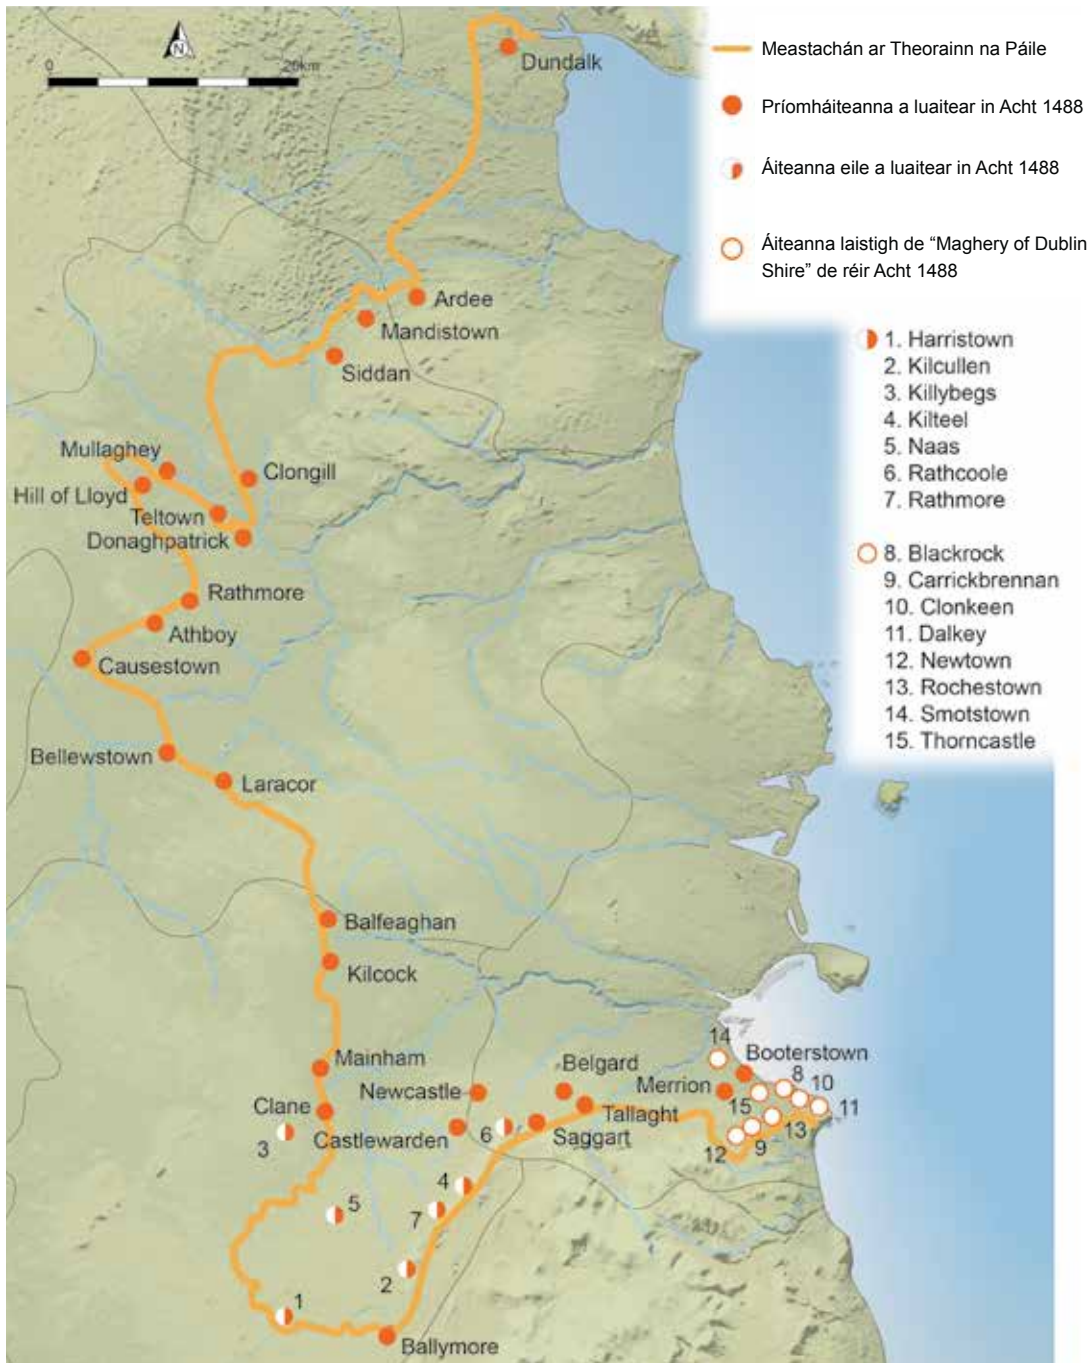 N
0
20km
Meastachán ar Theorainn na Páile
Príomháiteanna a luaitear in Acht 1488
Áiteanna eile a luaitear in Acht 1488
Áiteanna laistigh de “Maghery of Dublin
Shire” de réir Acht 1488
1. Harristown
2. Kilcullen
3. Killybegs
4. Kilteel
5. Naas
6. Rathcoole
7. Rathmore
8. Blackrock
9. Carrickbrennan
10. Clonkeen
11. Dalkey
12. Newtown
13. Rochestown
14. Smotstown
15. Thorncastle
Dundalk
Ardee
Mandistown
Siddan
Mullaghey
Clongill
Hill of Lloyd
Teltown
Donaghpatrick
Rathmore
Athboy
Causestown
Bellewstown
Laracor
Balfeaghan
Kilcock
Mainham
Clane
3
Newcastle
Castlewarden
Belgard
Tallaght
Saggart
6
14
Booterstown
Merrion
15
8
10
11
13
9
12
4
5
7
2
1
Ballymore